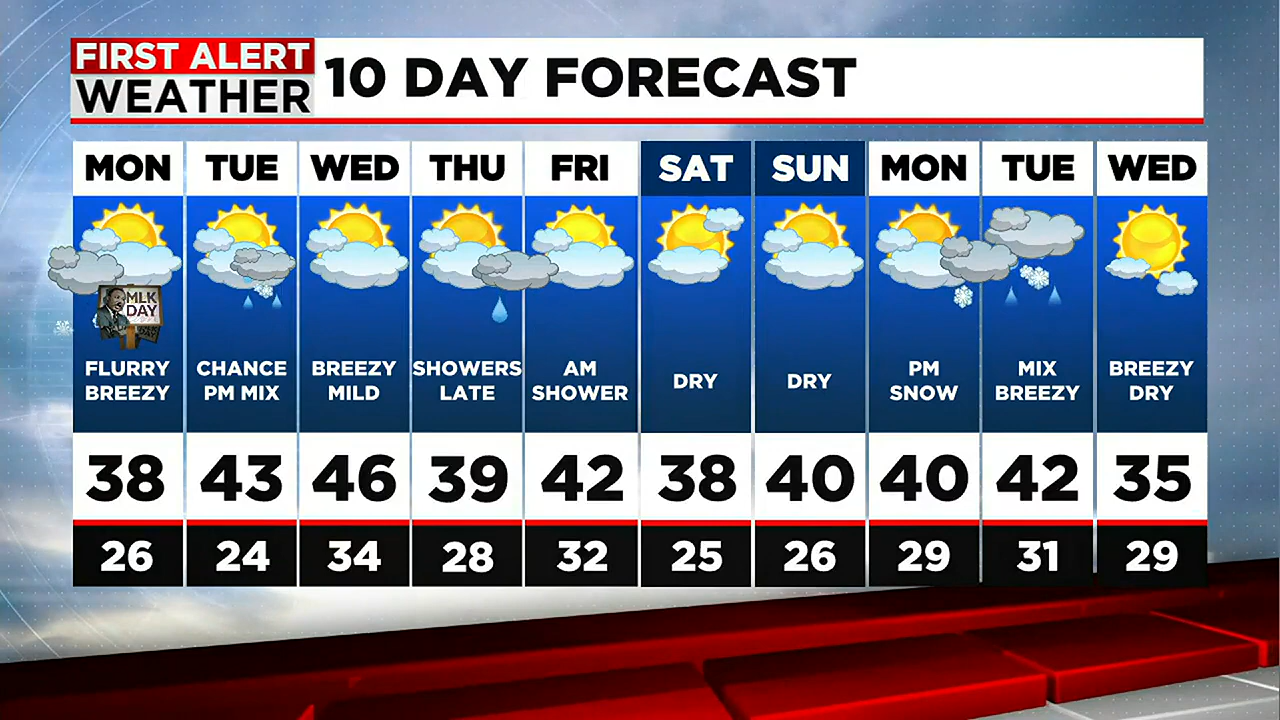 FIRST ALERT
WEATHER
10 DAY FORECAST
MON TUE WED THU FRI SAT SUN MON TUE WED
MLK
DAY
FLURRY
BREEZY
CHANCE
PM MIX
BREEZY
MILD
SHOWERS
LATE
AM
SHOWER
DRY
DRY
PM
SNOW
MIX
BREEZY
BREEZY
DRY
38 43 46 39 42 38 40 40 42 35
26 24 34 28 32 25 26 29 31 29